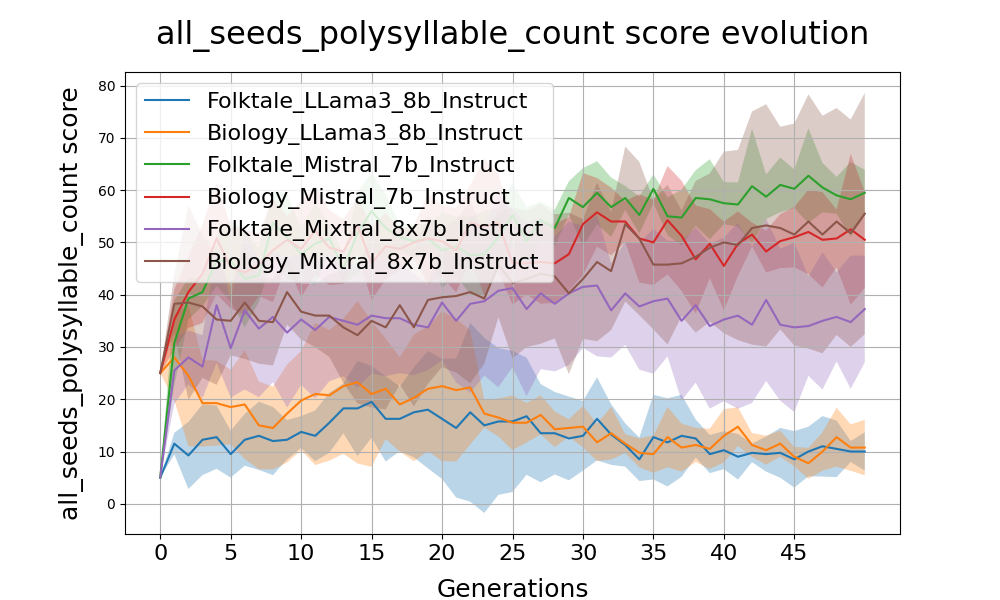 all_seeds_polysyllable_count score evolution
all_seeds_polysyllable_count score
80
70
60
50
40
30
20
10
0
Folktale_LLama3_8b_Instruct
Biology_LLama3_8b_Instruct
Folktale_Mistral_7b_Instruct
Biology_Mistral_7b_Instruct
Folktale_Mixtral_8x7b_Instruct
Biology_Mixtral_8x7b_Instruct
0 5 10 15 20 25 30 35 40 45
Generations